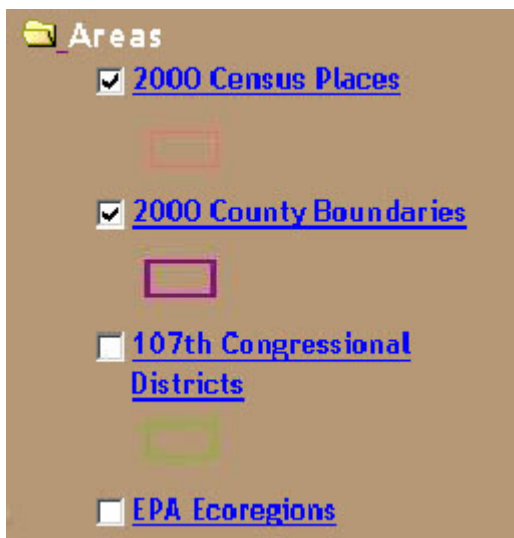 Areas
2000 Census Places
2000 County Boundaries
107th Congressional
Districts
EPA Ecoregions